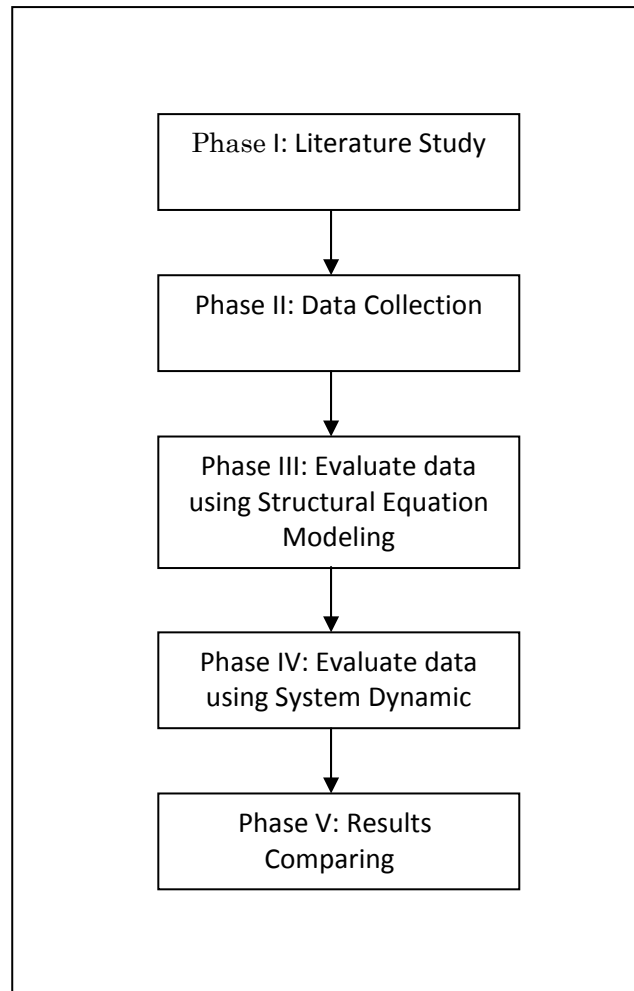 Phase I: Literature Study
Phase II: Data Collection
Phase III: Evaluate data
using Structural Equation
Modeling
Phase IV: Evaluate data
using System Dynamic
Phase V: Results
Comparing